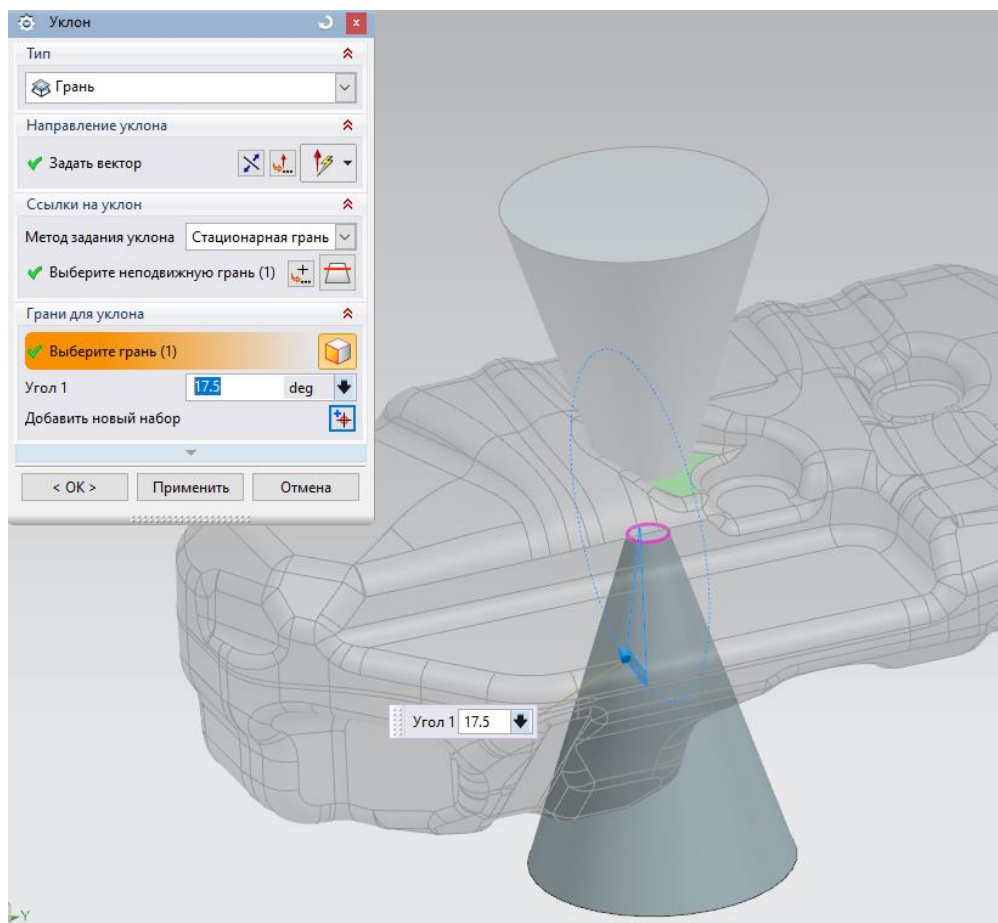 Уклон
Тип
Грань
Направление уклона
Задать вектор
Ссылки на уклон
Метод задания уклона Стационарная грань
Выберите неподвижную грань (1)
Грани для уклона
Выберите грань (1)
Угол 1 17.5 deg
Добавить новый набор
< ОК > Применить Отмена
Угол 1 17.5
Y